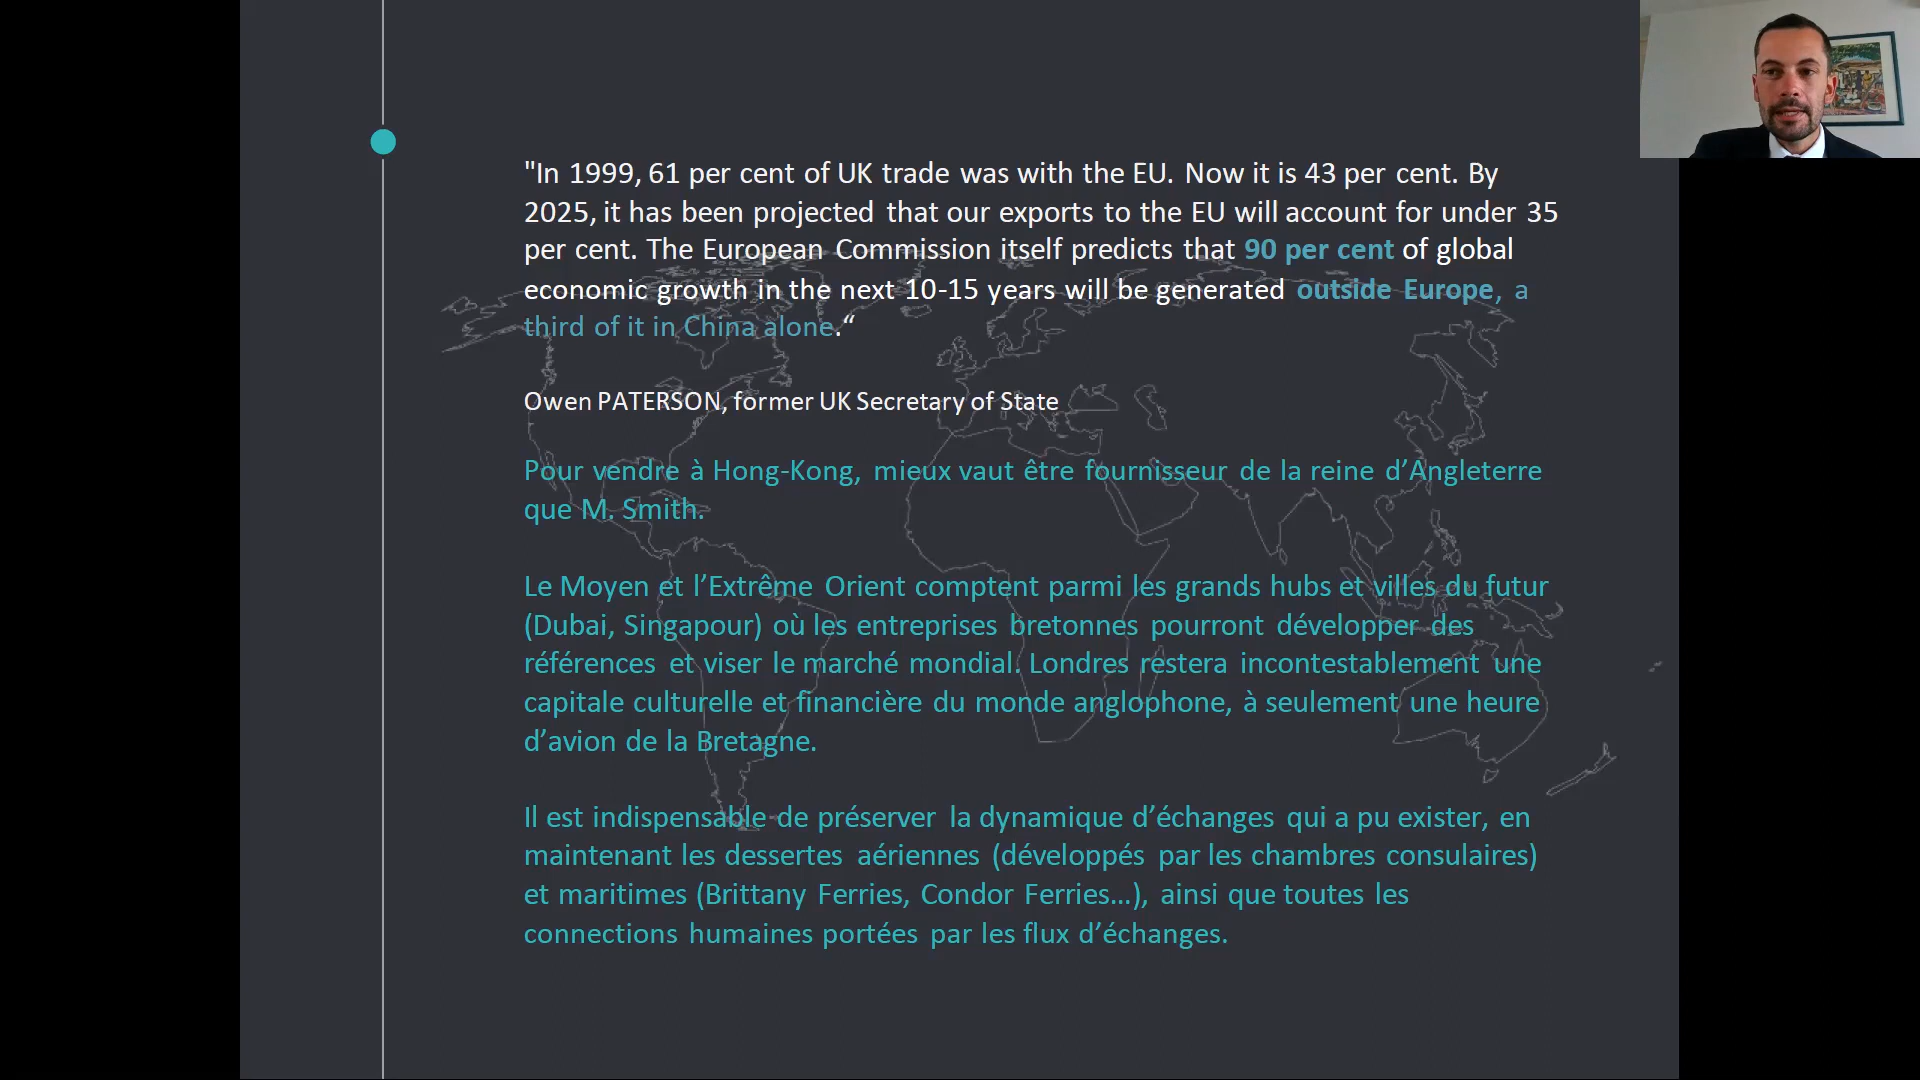 "In 1999, 61 per cent of UK trade was with the EU. Now it is 43 per cent. By
2025, it has been projected that our exports to the EU will account for under 35
per cent. The European Commission itself predicts that 90 per cent of global
economic growth in the next 10-15 years will be generated outside Europe, a
third of it in China alone.“
Owen PATERSON, former UK Secretary of State
Pour vendre à Hong-Kong, mieux vaut être fournisseur de la reine d’Angleterre
que M. Smith.
Le Moyen et l’Extrême Orient comptent parmi les grands hubs et villes du futur
(Dubai, Singapour) où les entreprises bretonnes pourront développer des
références et viser le marché mondial. Londres restera incontestablement une
capitale culturelle et financière du monde anglophone, à seulement une heure
d’avion de la Bretagne.
Il est indispensable de préserver la dynamique d’échanges qui a pu exister, en
maintenant les dessertes aériennes (développés par les chambres consulaires)
et maritimes (Brittany Ferries, Condor Ferries…), ainsi que toutes les
connections humaines portées par les flux d’échanges.